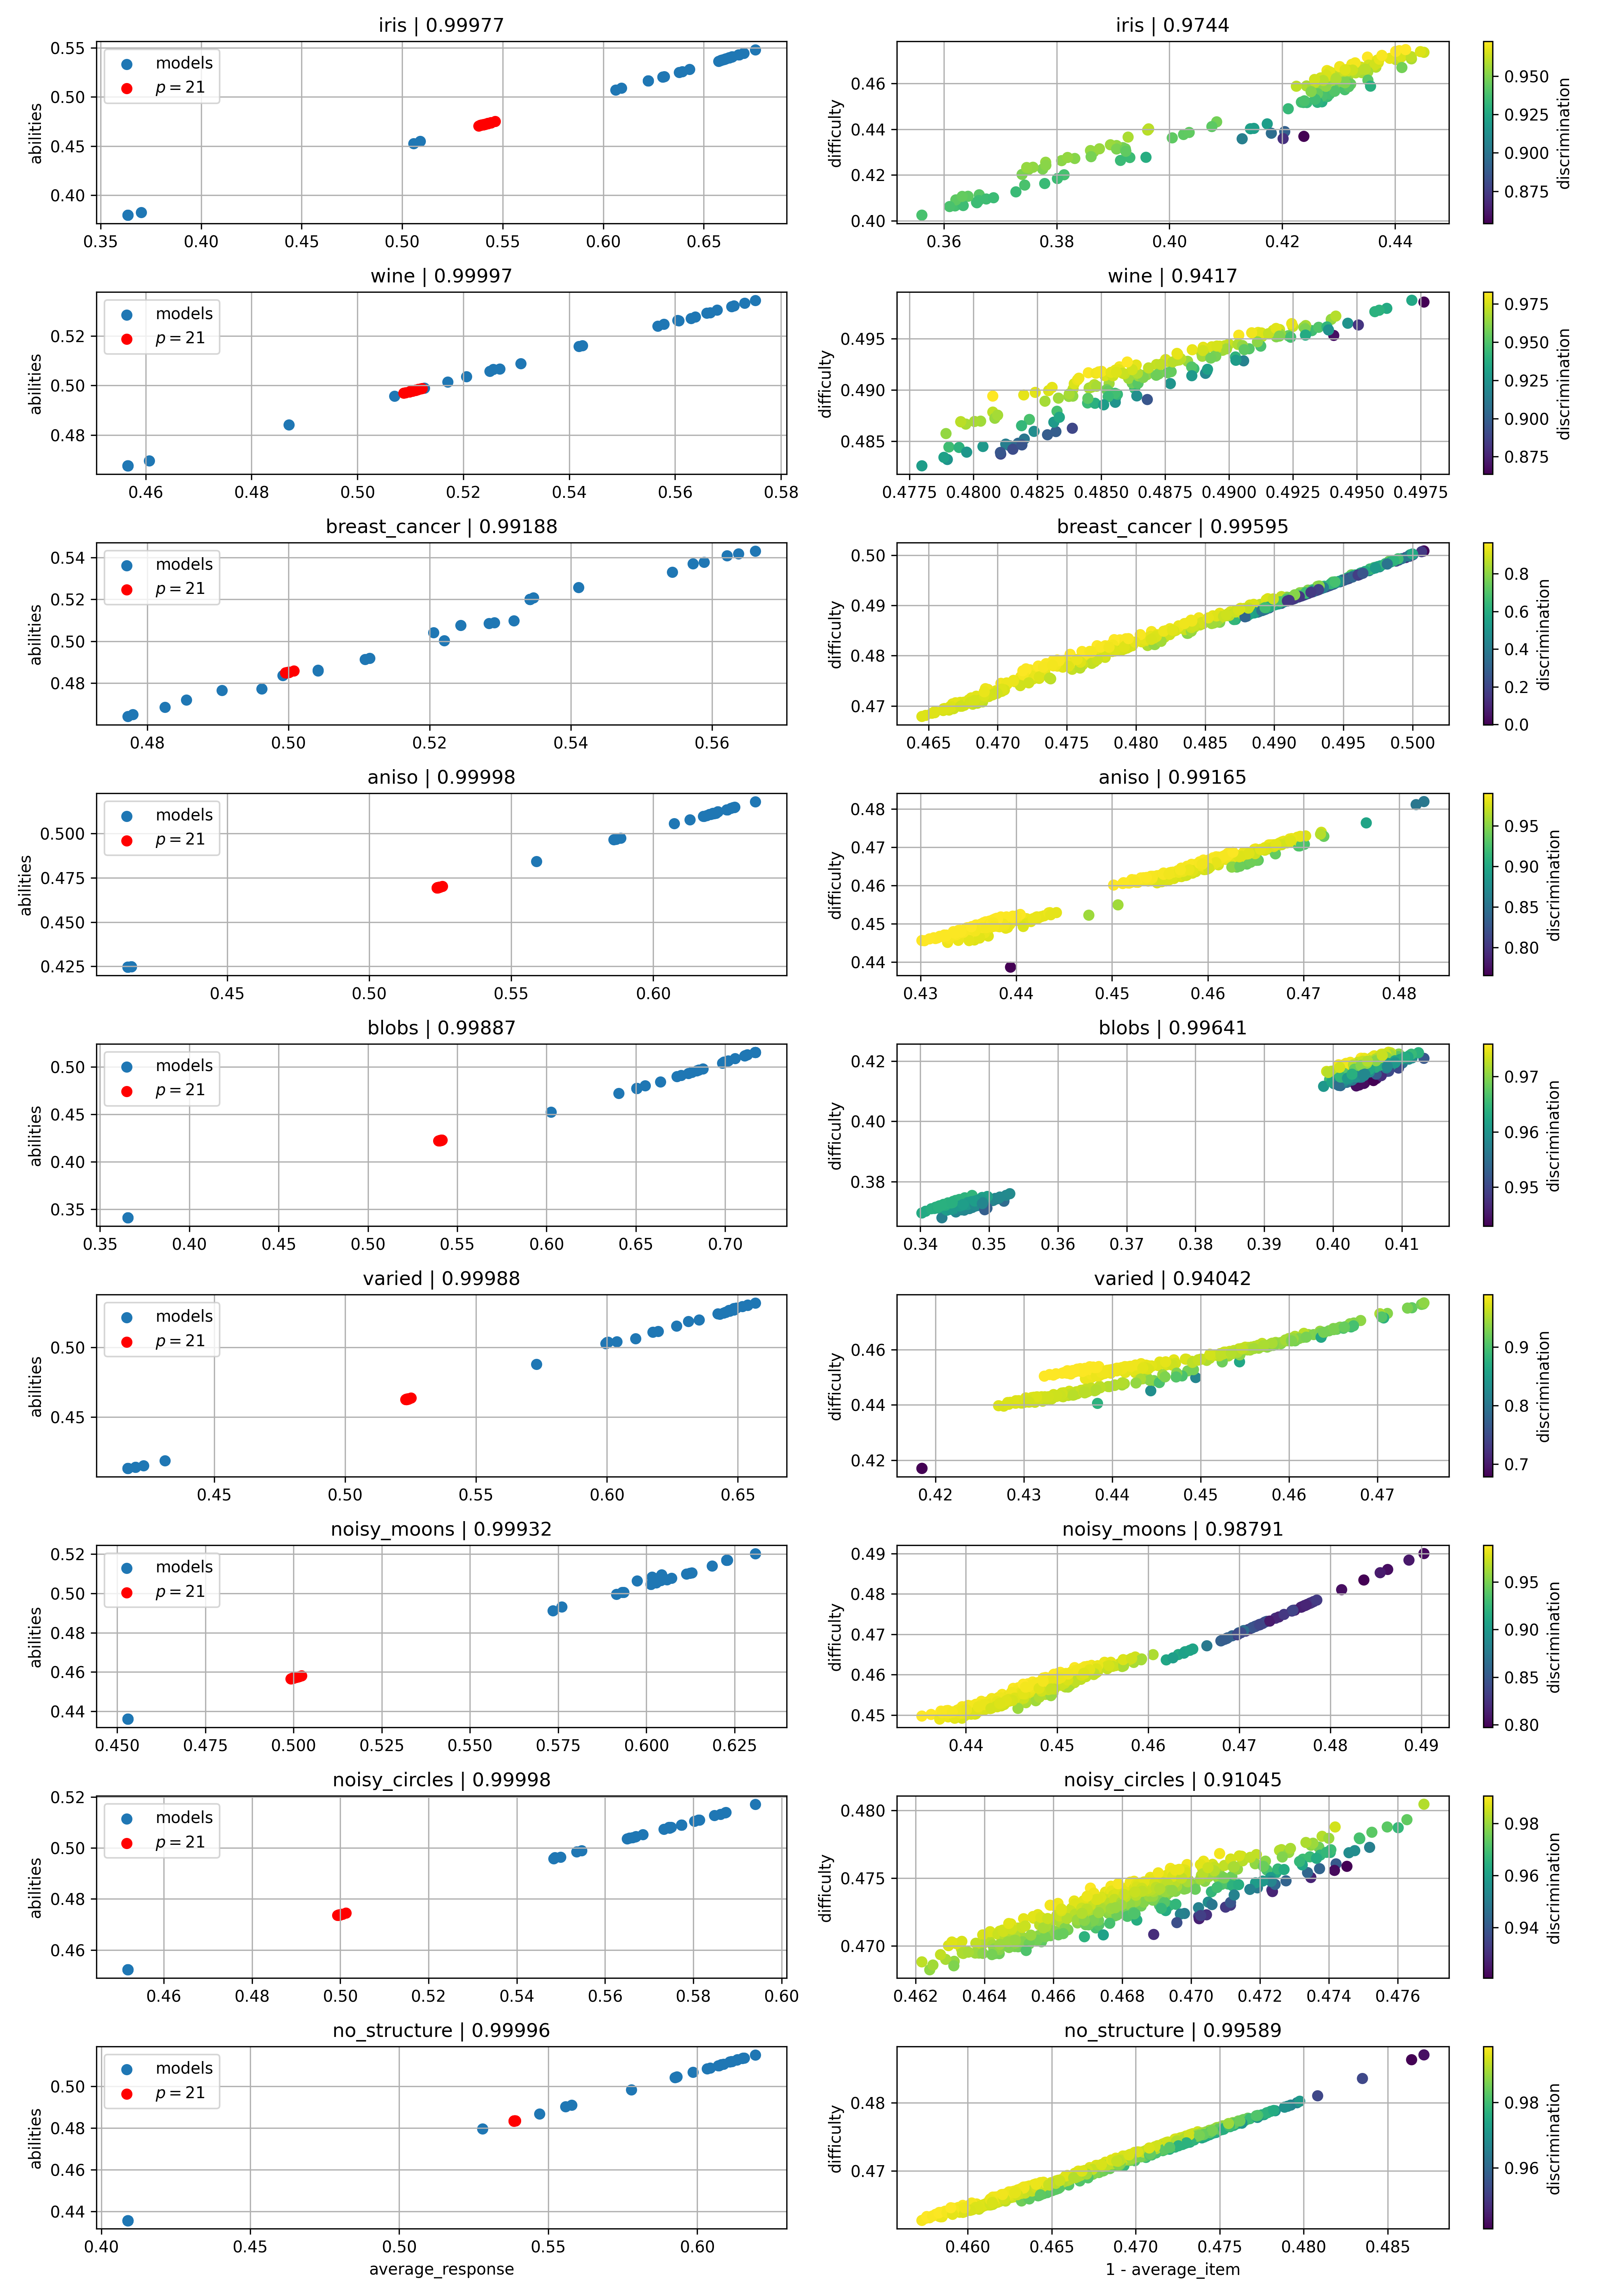 iris | 0.99977
abilities
0.55
0.50
0.45
0.40
models
p = 21
0.35 0.40 0.45 0.50 0.55 0.60 0.65
iris | 0.9744
difficulty
0.46
0.44
0.42
0.40
0.36 0.38 0.40 0.42 0.44
0.950
0.925
0.900
0.875
discrimination
wine | 0.99997
abilities
0.52
0.50
0.48
models
p = 21
0.46 0.48 0.50 0.52 0.54 0.56 0.58
wine | 0.9417
difficulty
0.495
0.490
0.485
0.4775 0.4800 0.4825 0.4850 0.4875 0.4900 0.4925 0.4950 0.4975
0.975
0.950
0.925
0.900
0.875
discrimination
breast_cancer | 0.99188
abilities
0.54
0.52
0.50
0.48
models
p = 21
0.48 0.50 0.52 0.54 0.56
breast_cancer | 0.99595
difficulty
0.50
0.49
0.48
0.47
0.465 0.470 0.475 0.480 0.485 0.490 0.495 0.500
0.8
0.6
0.4
0.2
0.0
discrimination
aniso | 0.99998
abilities
0.500
0.475
0.450
0.425
models
p = 21
0.45 0.50 0.55 0.60
aniso | 0.99165
difficulty
0.48
0.47
0.46
0.45
0.44
0.43 0.44 0.45 0.46 0.47 0.48
0.95
0.90
0.85
0.80
discrimination
blobs | 0.99887
abilities
0.50
0.45
0.40
0.35
models
p = 21
0.35 0.40 0.45 0.50 0.55 0.60 0.65 0.70
blobs | 0.99641
difficulty
0.42
0.40
0.38
0.34 0.35 0.36 0.37 0.38 0.39 0.40 0.41
0.97
0.96
0.95
discrimination
varied | 0.99988
abilities
0.50
0.45
models
p = 21
0.45 0.50 0.55 0.60 0.65
varied | 0.94042
difficulty
0.46
0.44
0.42
0.42 0.43 0.44 0.45 0.46 0.47
0.9
0.8
0.7
discrimination
noisy_moons | 0.99932
abilities
0.52
0.50
0.48
0.46
0.44
models
p = 21
0.450 0.475 0.500 0.525 0.550 0.575 0.600 0.625
noisy_moons | 0.98791
difficulty
0.49
0.48
0.47
0.46
0.45
0.44 0.45 0.46 0.47 0.48 0.49
0.95
0.90
0.85
0.80
discrimination
noisy_circles | 0.99998
abilities
0.52
0.50
0.48
0.46
models
p = 21
0.46 0.48 0.50 0.52 0.54 0.56 0.58 0.60
noisy_circles | 0.91045
difficulty
0.480
0.475
0.470
0.462 0.464 0.466 0.468 0.470 0.472 0.474 0.476
0.98
0.96
0.94
discrimination
no_structure | 0.99996
abilities
0.50
0.48
0.46
0.44
models
p = 21
0.40 0.45 0.50 0.55 0.60
average_response
no_structure | 0.99589
difficulty
0.48
0.47
0.460 0.465 0.470 0.475 0.480 0.485
1 - average_item
0.98
0.96
discrimination